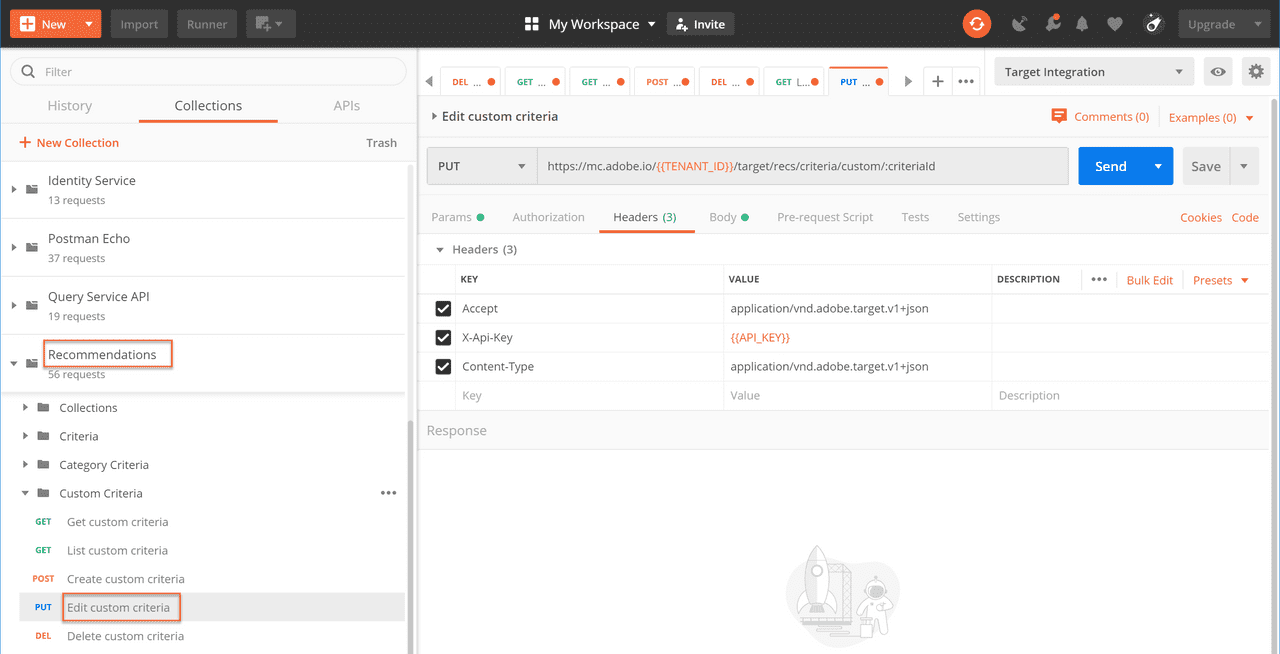 New Import Runner My Workspace Invite Upgrade
Filter
History Collections APIs
+ New Collection Trash
Identity Service
13 requests
Postman Echo
37 requests
Query Service API
19 requests
Recommendations
56 requests
Collections
Criteria
Category Criteria
Custom Criteria •••
GET Get custom criteria
GET List custom criteria
POST Create custom criteria
PUT Edit custom criteria
DEL Delete custom criteria
DEL ... GET ... GET ... POST ... DEL ... GET L... PUT ... + ••• Target Integration
Edit custom criteria Comments (0) Examples (0)
PUT https://mc.adobe.io/{{TENANT_ID}}/target/recs/criteria/custom/:criteriaId Send Save
Params Authorization Headers (3) Body Pre-request Script Tests Settings Cookies Code
Headers (3)
KEY VALUE DESCRIPTION ••• Bulk Edit Presets
Accept application/vnd.adobe.target.v1+json
X-Api-Key {{API_KEY}}
Content-Type application/vnd.adobe.target.v1+json
Key Value Description
Response